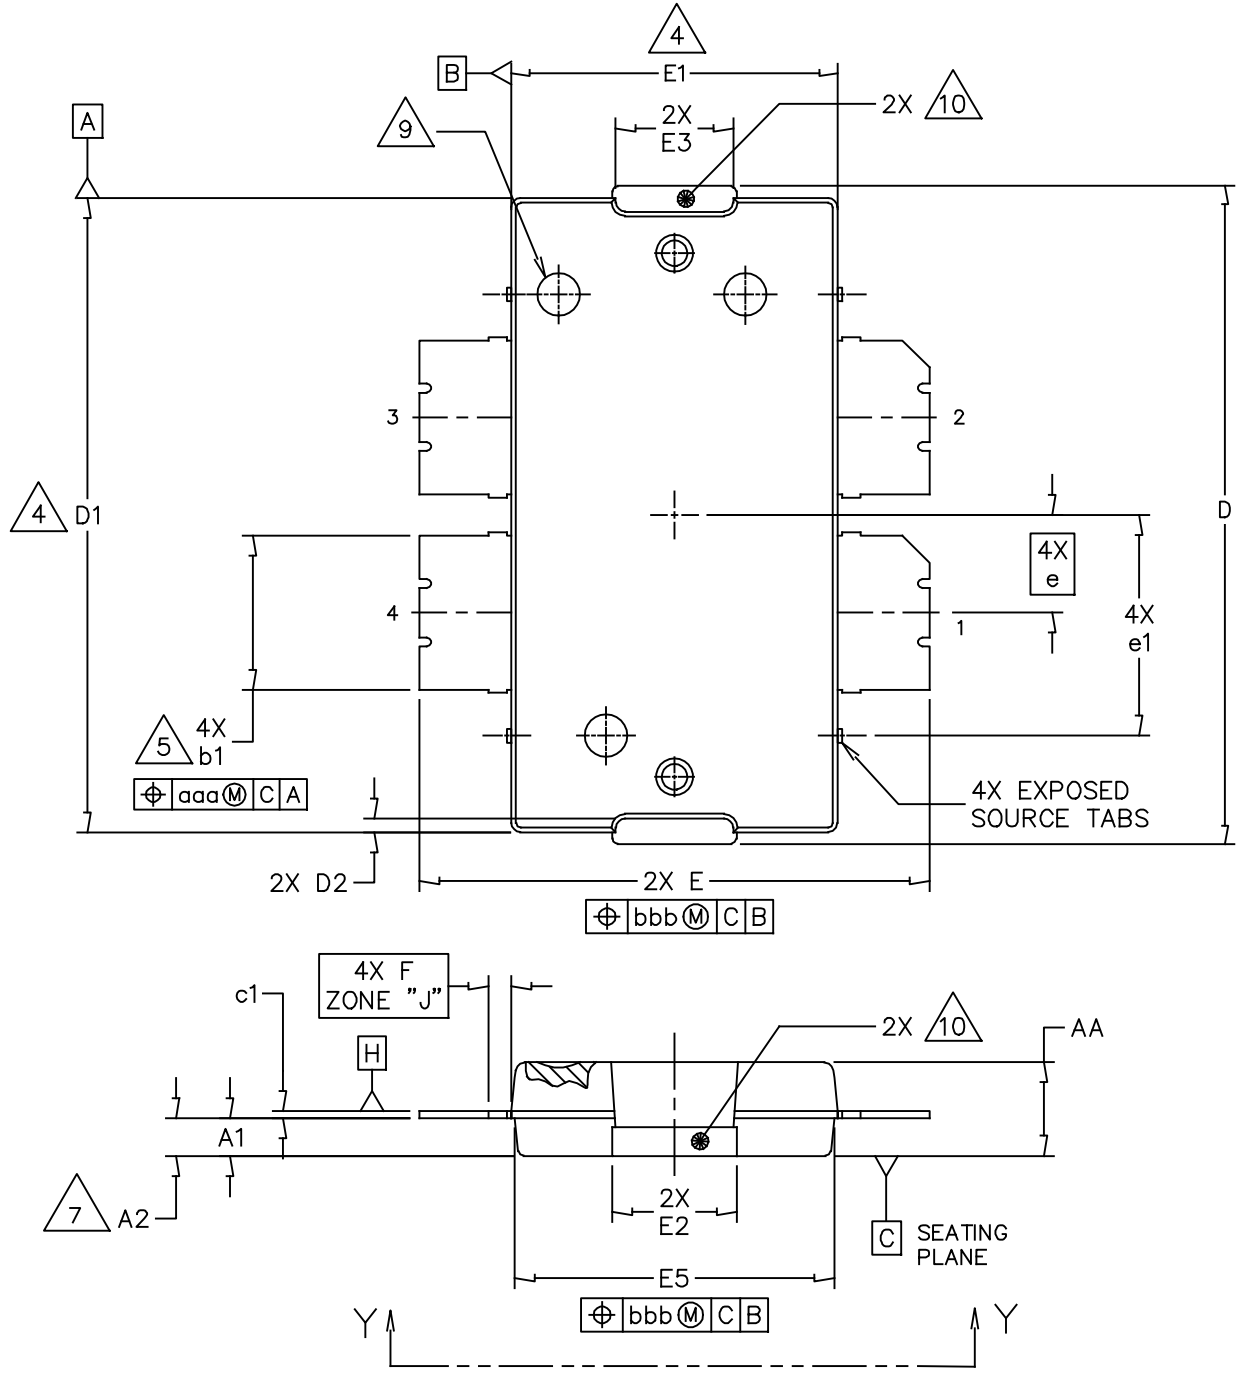 4
B
E1
A
9
2X
E3
2X 10
3
2
4
D1
D
4X
e
4
1
4X
e1
5
4X
b1
aaa M C A
4X EXPOSED
SOURCE TABS
2X D2
2X E
bbb M C B
4X F
ZONE "J"
c1
2X 10
AA
H
A1
7
A2
2X
E2
C
SEATING
PLANE
E5
bbb M C B
Y
Y